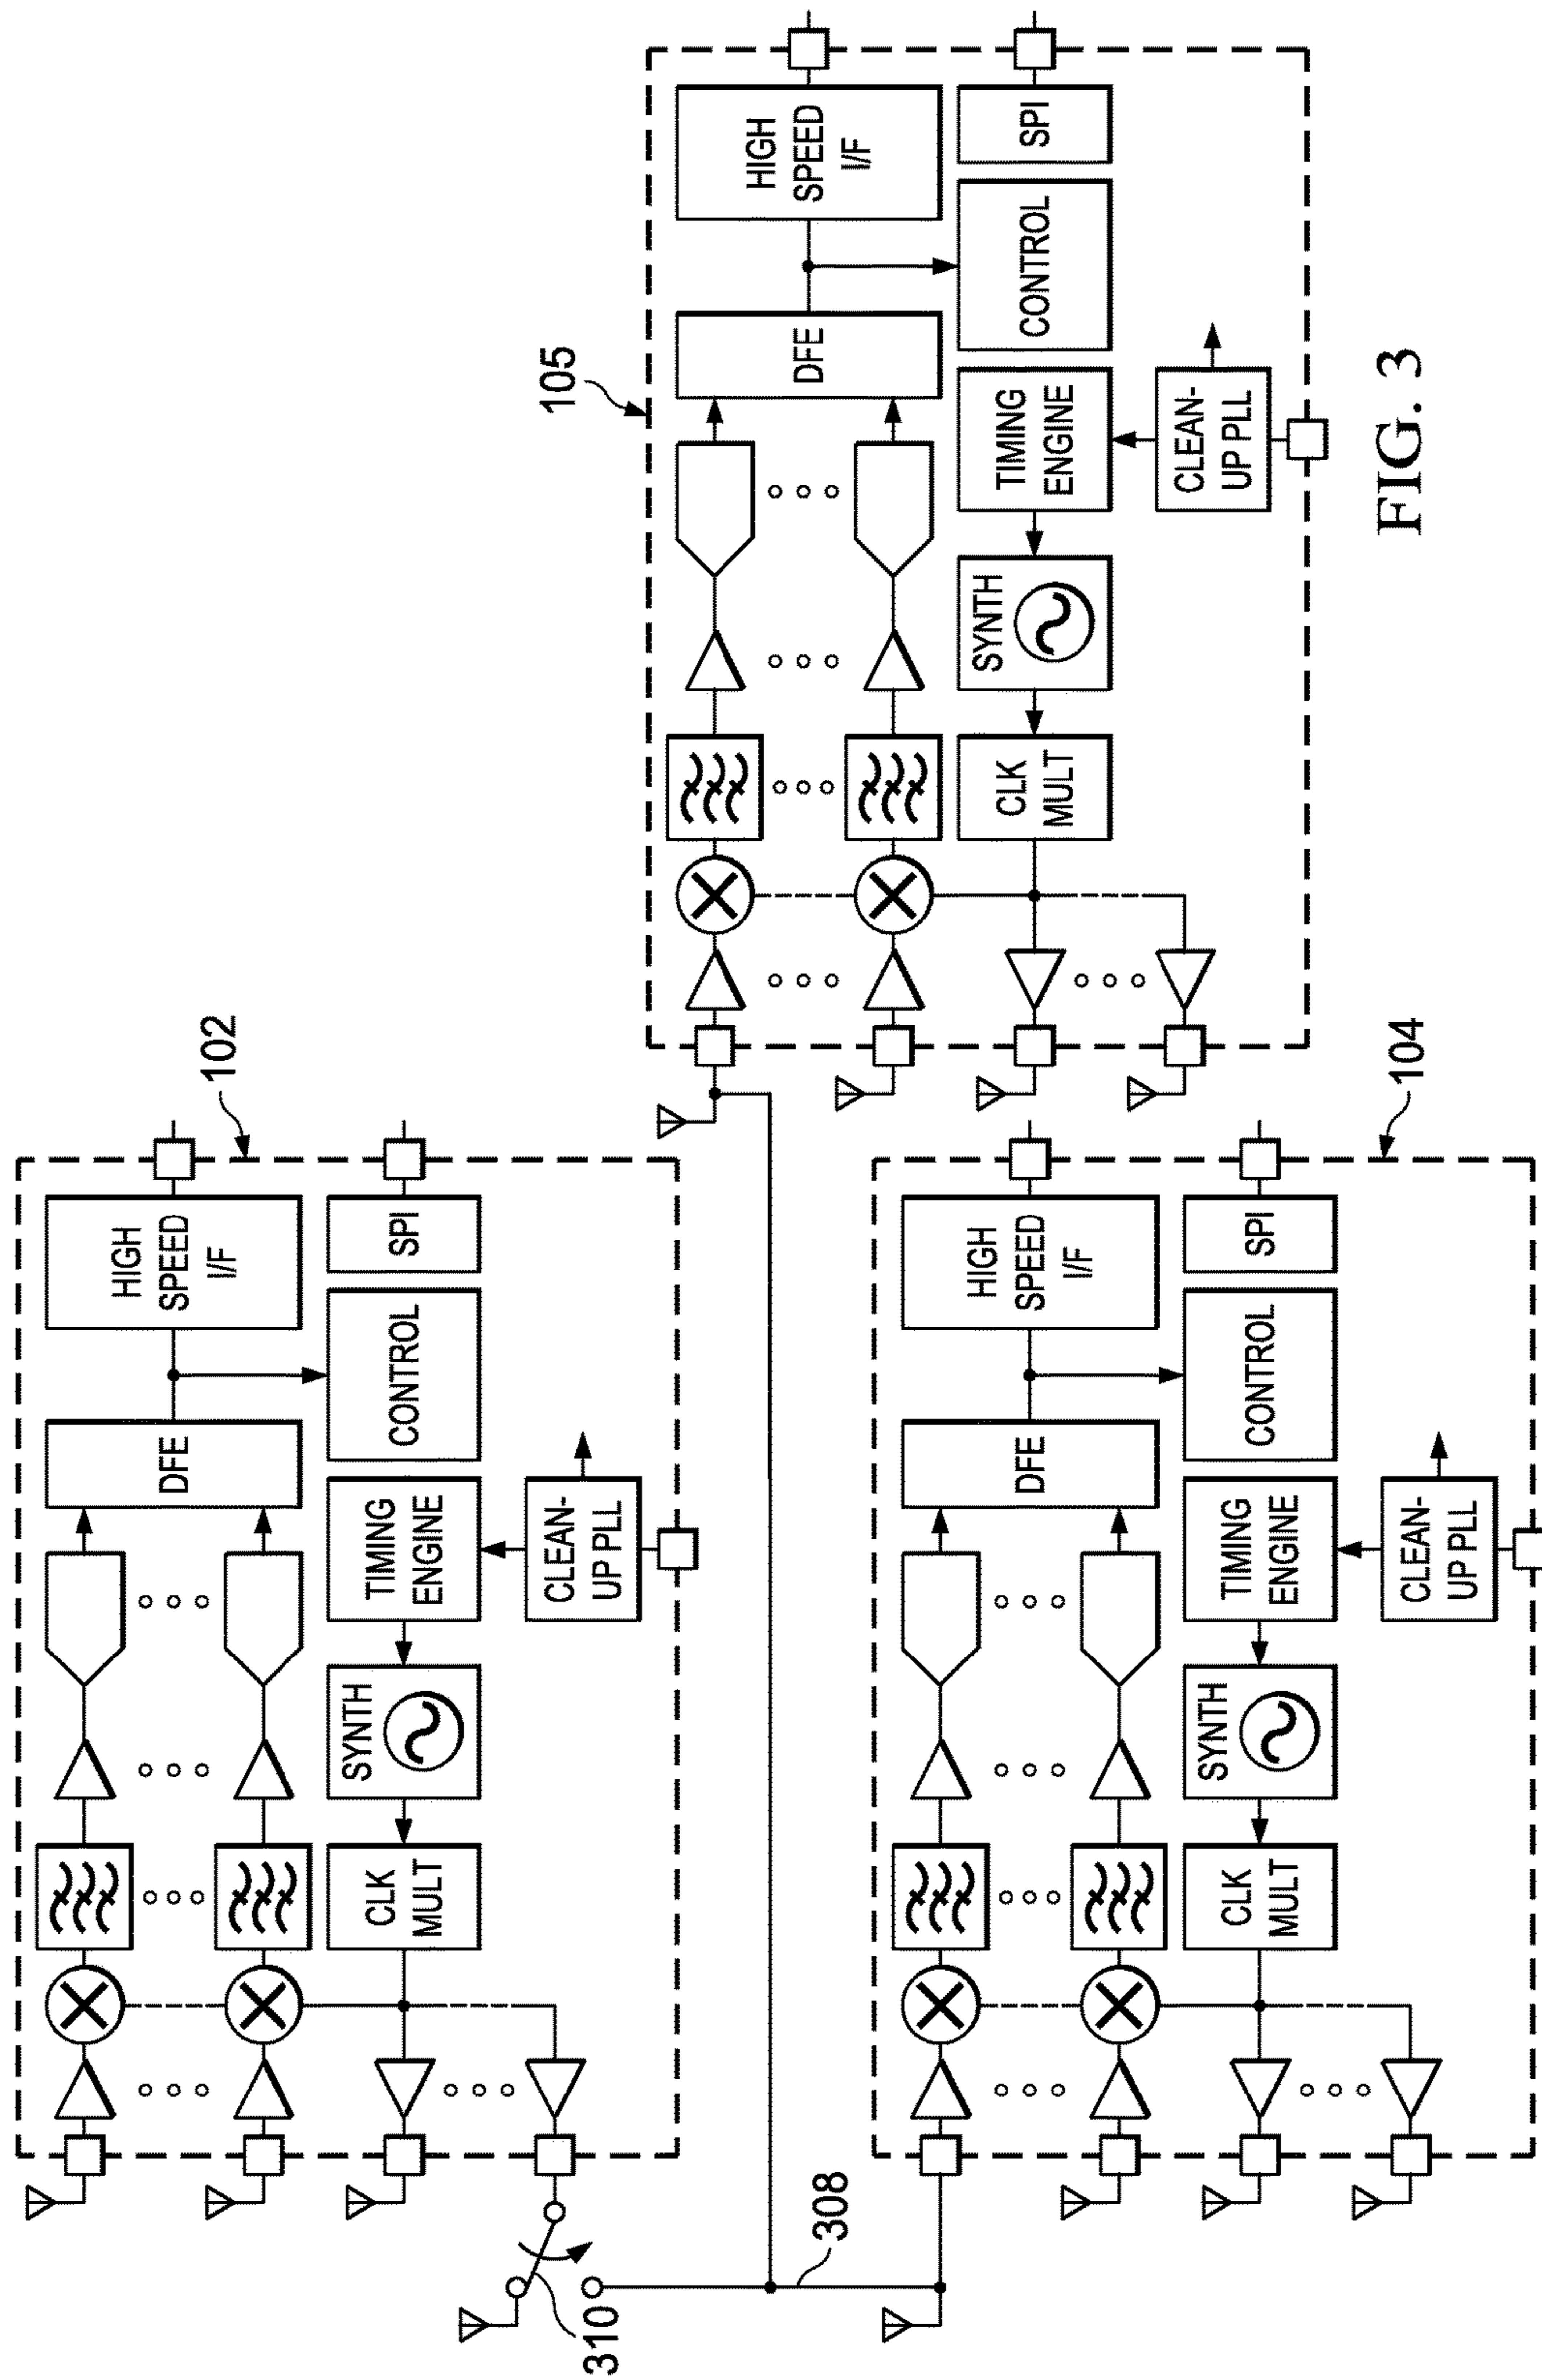 102
HIGH
SPEED
I/F
DFE
SPI
CONTROL
TIMING
ENGINE
SYNTH
CLK
MULT
CLEAN-
UP PLL
310
308
104
HIGH
SPEED
I/F
DFE
SPI
CONTROL
TIMING
ENGINE
SYNTH
CLK
MULT
CLEAN-
UP PLL
105
HIGH
SPEED
I/F
DFE
SPI
CONTROL
TIMING
ENGINE
SYNTH
CLK
MULT
CLEAN-
UP PLL
FIG. 3